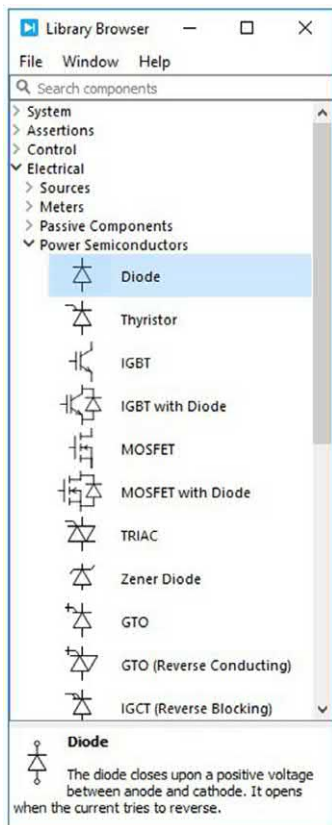 Library Browser
File Window Help
Search components
System
Assertions
Control
Electrical
Sources
Meters
Passive Components
Power Semiconductors
Diode
Thyristor
IGBT
IGBT with Diode
MOSFET
MOSFET with Diode
TRIAC
Zener Diode
GTO
GTO (Reverse Conducting)
IGCT (Reverse Blocking)
Diode
The diode closes upon a positive voltage
between anode and cathode. It opens
when the current tries to reverse.